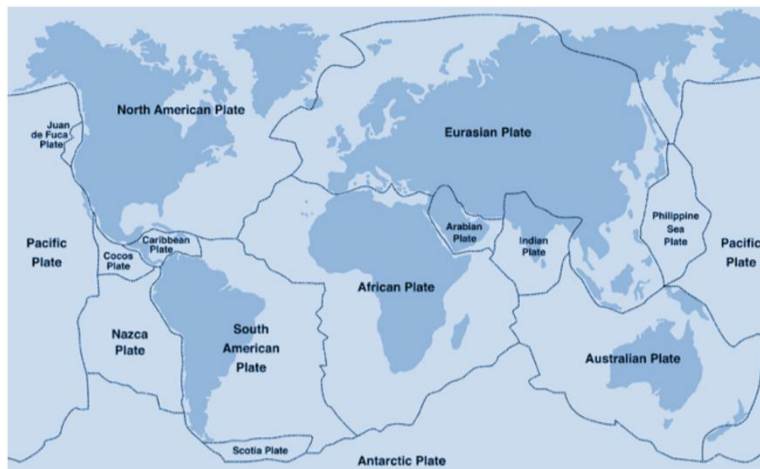 North American Plate
Juan
de Fuca
Plate
Eurasian Plate
Pacific
Plate
Cocos
Plate
Caribbean
Plate
Arabian
Plate
Indian
Plate
Philippine
Sea
Plate
Pacific
Plate
African Plate
Nazca
Plate
South
American
Plate
Australian Plate
Scotia Plate
Antarctic Plate